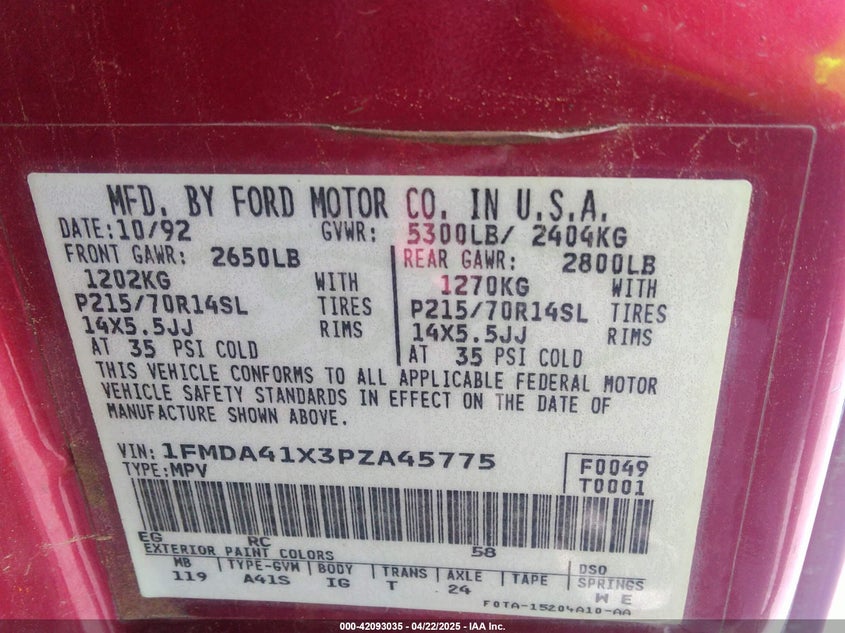 MFD. BY FORD MOTOR CO. IN U.S.A.
DATE: 10/92 GVWR: 5300LB/ 2404KG
FRONT GAWR: 2650LB REAR GAWR: 2800LB
1202KG WITH 1270KG WITH
P215/70R14SL TIRES P215/70R14SL TIRES
14X5.5JJ RIMS 14X5.5JJ RIMS
AT 35 PSI COLD AT 35 PSI COLD
THIS VEHICLE CONFORMS TO ALL APPLICABLE FEDERAL MOTOR
VEHICLE SAFETY STANDARDS IN EFFECT ON THE DATE OF
MANUFACTURE SHOWN ABOVE.
VIN: 1FMDA41X3PZA45775 F0049
TYPE: MPV T0001
EG RC 58
EXTERIOR PAINT COLORS DSO
WB TYPE-GVW BODY TRANS AXLE TAPE SPRINGS
119 A41S IG T 24 W E
F0TA-15204A10-AA
000-42093035 - 04/22/2025 - IAA Inc.